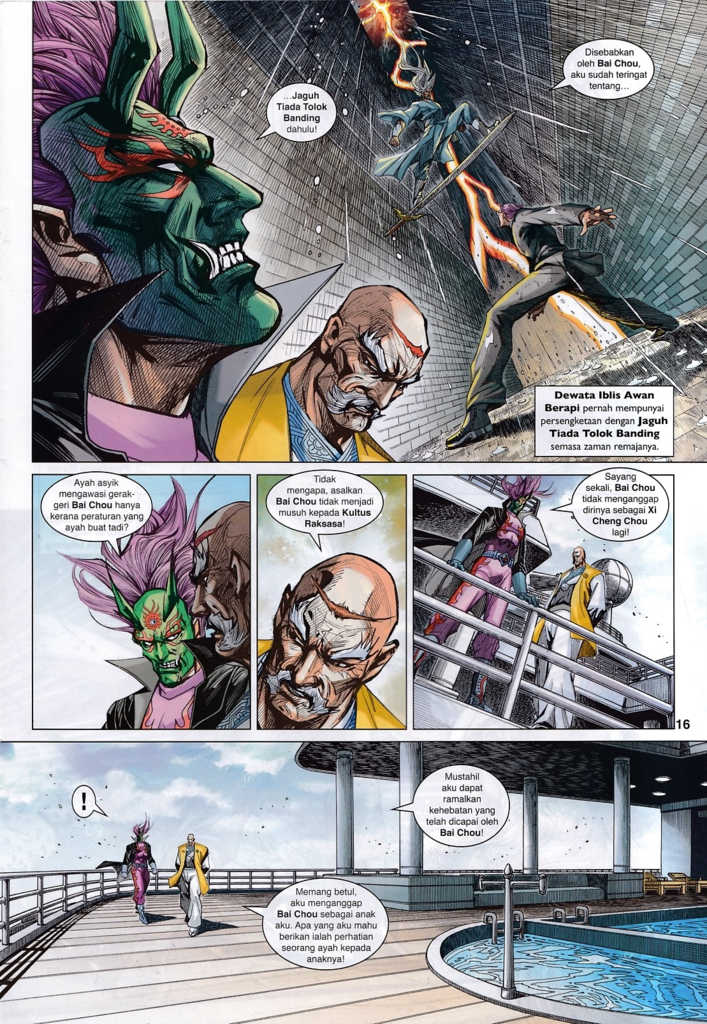 Disebabkan
oleh Bai Chou,
aku sudah teringat
tentang...
...Jaguh
Tiada Tolok
Banding
dahulu!
Dewata Iblis Awan
Berapi pernah mempunyai
persengketaan dengan Jaguh
Tiada Tolok Banding
semasa zaman remajanya.
Ayah asyik
mengawasi gerak-
geri Bai Chou hanya
kerana peraturan yang
ayah buat tadi?
Tidak
mengapa, asalkan
Bai Chou tidak menjadi
musuh kepada Kultus
Raksasa!
Sayang
sekali, Bai Chou
tidak menganggap
dirinya sebagai Xi
Cheng Chou
lagi!
16
!
Mustahil
aku dapat
ramalkan
kehebatan yang
telah dicapai oleh
Bai Chou!
Memang betul,
aku menganggap
Bai Chou sebagai anak
aku. Apa yang aku mahu
berikan ialah perhatian
seorang ayah kepada
anaknya!